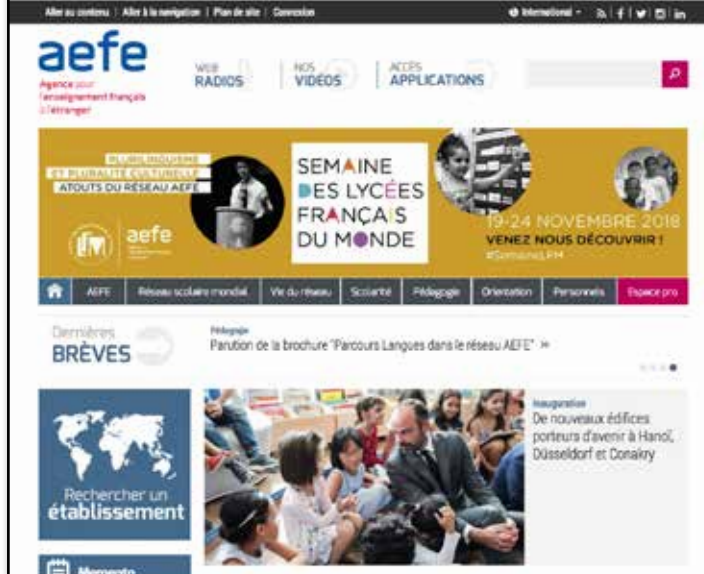 Aller au contenu | Aller à la navigation | Plan de site | Connexion
International
aefe
Agence pour
l'enseignement français
à l'étranger
WEB
RADIOS
NOS
VIDÉOS
ACCÈS
APPLICATIONS
PLURILINGUISME
ET PLURALITÉ CULTURELLE
ATOUTS DU RÉSEAU AEFE
aefe
SEMAINE
DES LYCÉES
FRANÇAIS
DU MONDE
19-24 NOVEMBRE 2018
VENEZ NOUS DÉCOUVRIR !
#SemaineLFM
AEFE
Réseau scolaire mondial
Vie du réseau
Scolarité
Pédagogie
Orientation
Personnels
Espace pro
Dernières
BRÈVES
Pédagogie
Parution de la brochure "Parcours Langues dans le réseau AEFE" »
Inauguration
De nouveaux édifices
porteurs d'avenir à Hanoï,
Düsseldorf et Conakry
Rechercher un
établissement
Memento